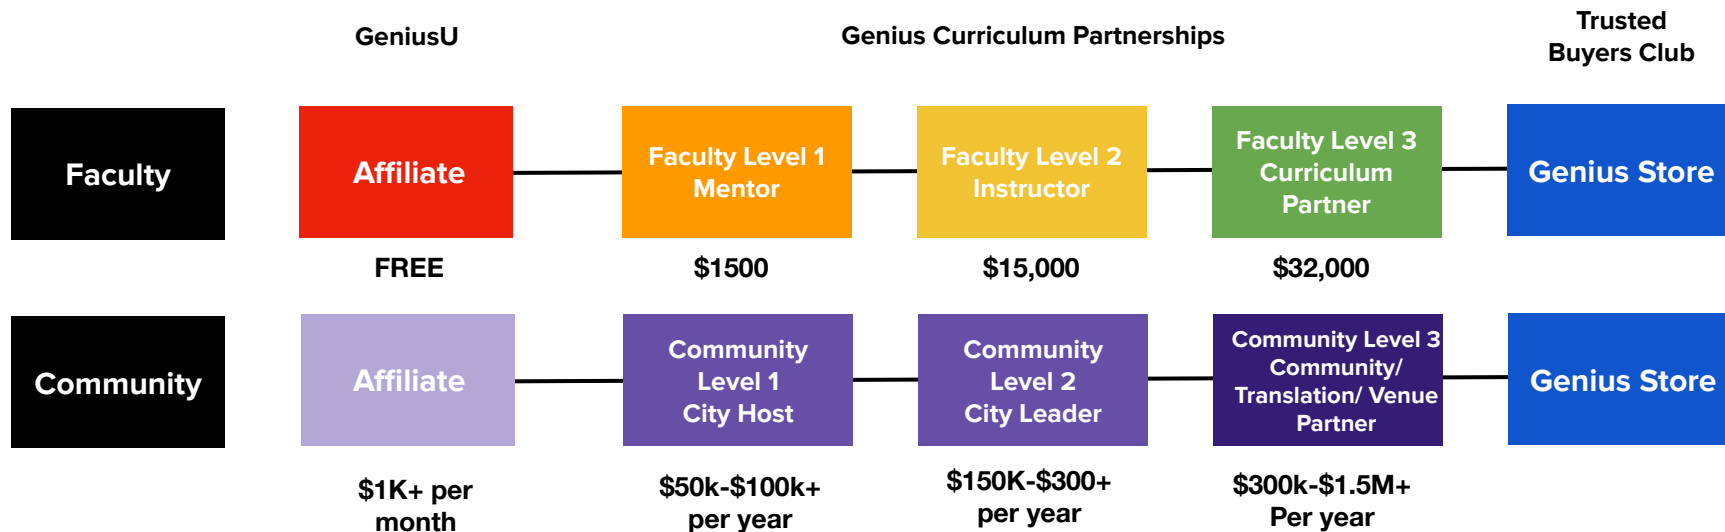 GeniusU
Genius Curriculum Partnerships
Trusted
Buyers Club
Faculty
Affiliate
Faculty Level 1
Mentor
Faculty Level 2
Instructor
Faculty Level 3
Curriculum
Partner
Genius Store
FREE
$1500
$15,000
$32,000
Community
Affiliate
Community
Level 1
City Host
Community
Level 2
City Leader
Community Level 3
Community/
Translation/ Venue
Partner
Genius Store
$1K+ per
month
$50k-$100k+
per year
$150K-$300+
per year
$300k-$1.5M+
Per year